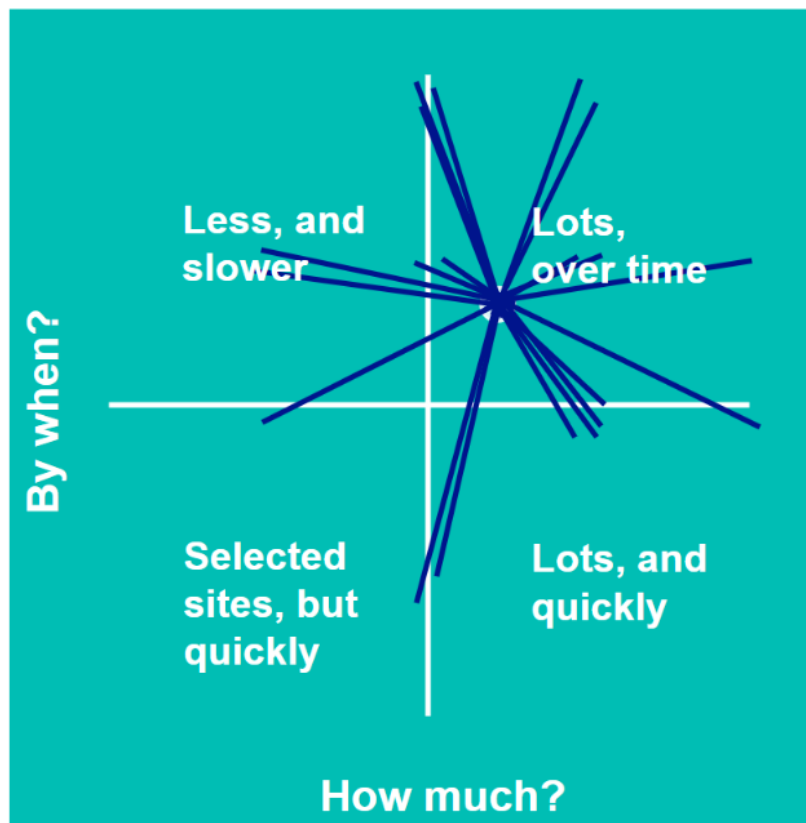 Less, and
slower
Lots,
over time
By when?
Selected
sites, but
quickly
Lots, and
quickly
How much?